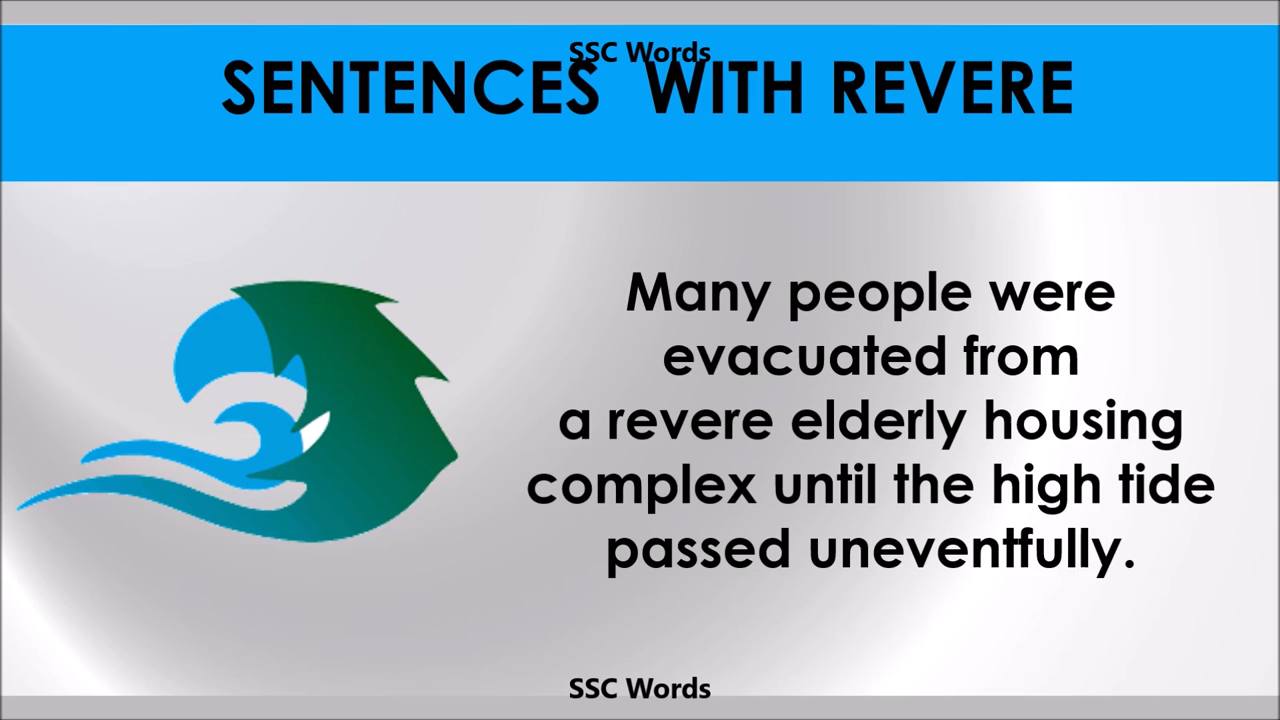 SSC Words
SENTENCES WITH REVERE
Many people were
evacuated from
a revere elderly housing
complex until the high tide
passed uneventfully.
SSC Words